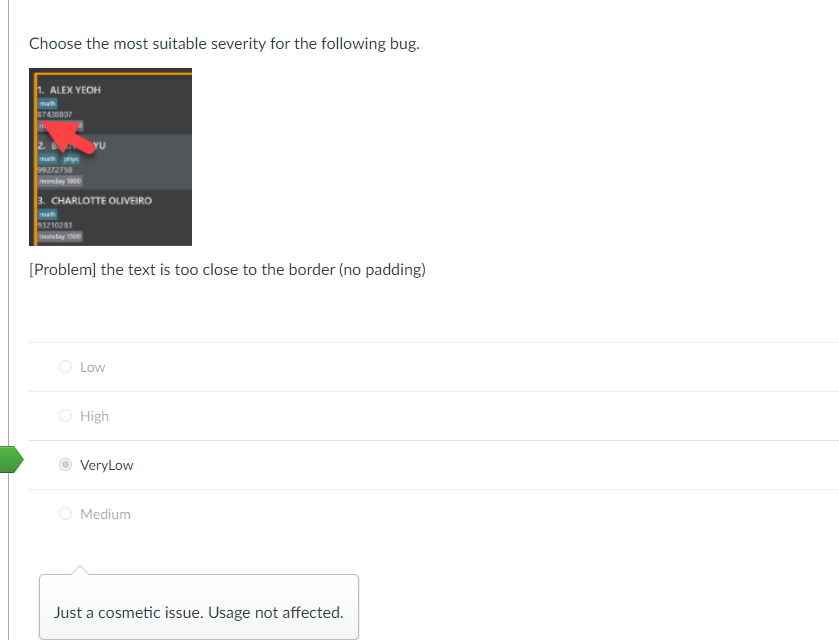 Choose the most suitable severity for the following bug.
1. ALEX YEOH
math
87438807
2.
YU
math phys
99272758
monday 1800
3. CHARLOTTE OLIVEIRO
math
93210283
monday 1500
[Problem] the text is too close to the border (no padding)
Low
High
VeryLow
Medium
Just a cosmetic issue. Usage not affected.